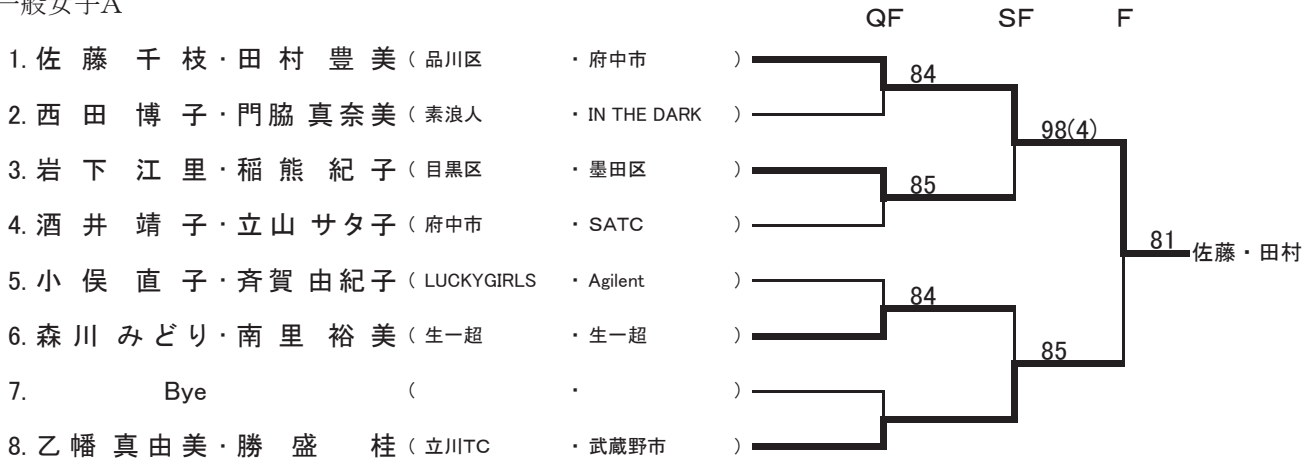 一般女子A
QF SF F
1. 佐藤 千枝・田村 豊美 ( 品川区 ・ 府中市 )
84
2. 西田 博子・門脇 真奈美 ( 素浪人 ・ IN THE DARK )
98(4)
3. 岩下 江里・稲熊 紀子 ( 目黒区 ・ 墨田区 )
85
4. 酒井 靖子・立山 サタ子 ( 府中市 ・ SATC )
81 佐藤・田村
5. 小俣 直子・斉賀 由紀子 ( LUCKYGIRLS ・ Agilent )
84
6. 森川 みどり・南里 裕美 ( 生一超 ・ 生一超 )
85
7. Bye ( ・ )
8. 乙幡 真由美・勝盛 桂 ( 立川TC ・ 武蔵野市 )